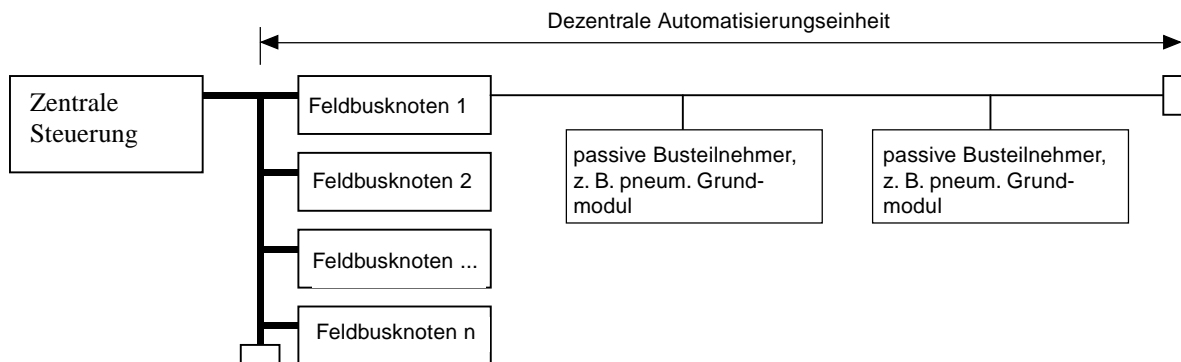 Dezentrale Automatisierungseinheit
Zentrale
Steuerung
Feldbusknoten 1
passive Busteilnehmer,
z. B. pneum. Grund-
modul
passive Busteilnehmer,
z. B. pneum. Grund-
modul
Feldbusknoten 2
Feldbusknoten ...
Feldbusknoten n